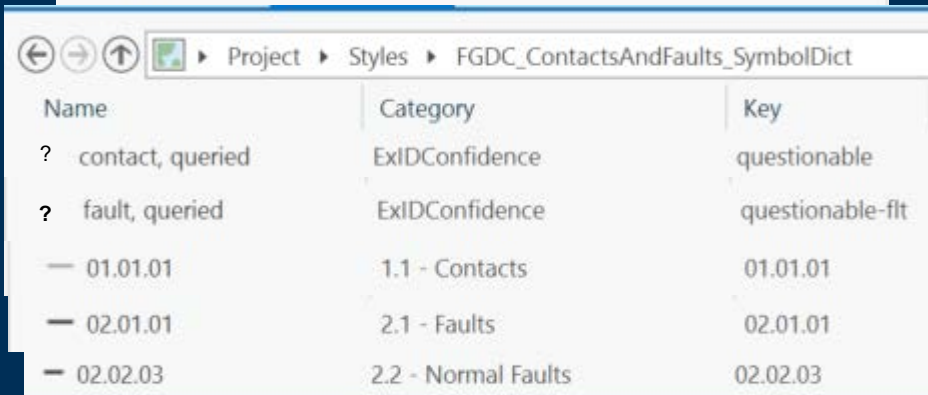 Project Styles FGDC_ContactsAndFaults_SymbolDict
Name Category Key
? contact, queried ExIDConfidence questionable
? fault, queried ExIDConfidence questionable-flt
01.01.01 1.1 - Contacts 01.01.01
02.01.01 2.1 - Faults 02.01.01
02.02.03 2.2 - Normal Faults 02.02.03